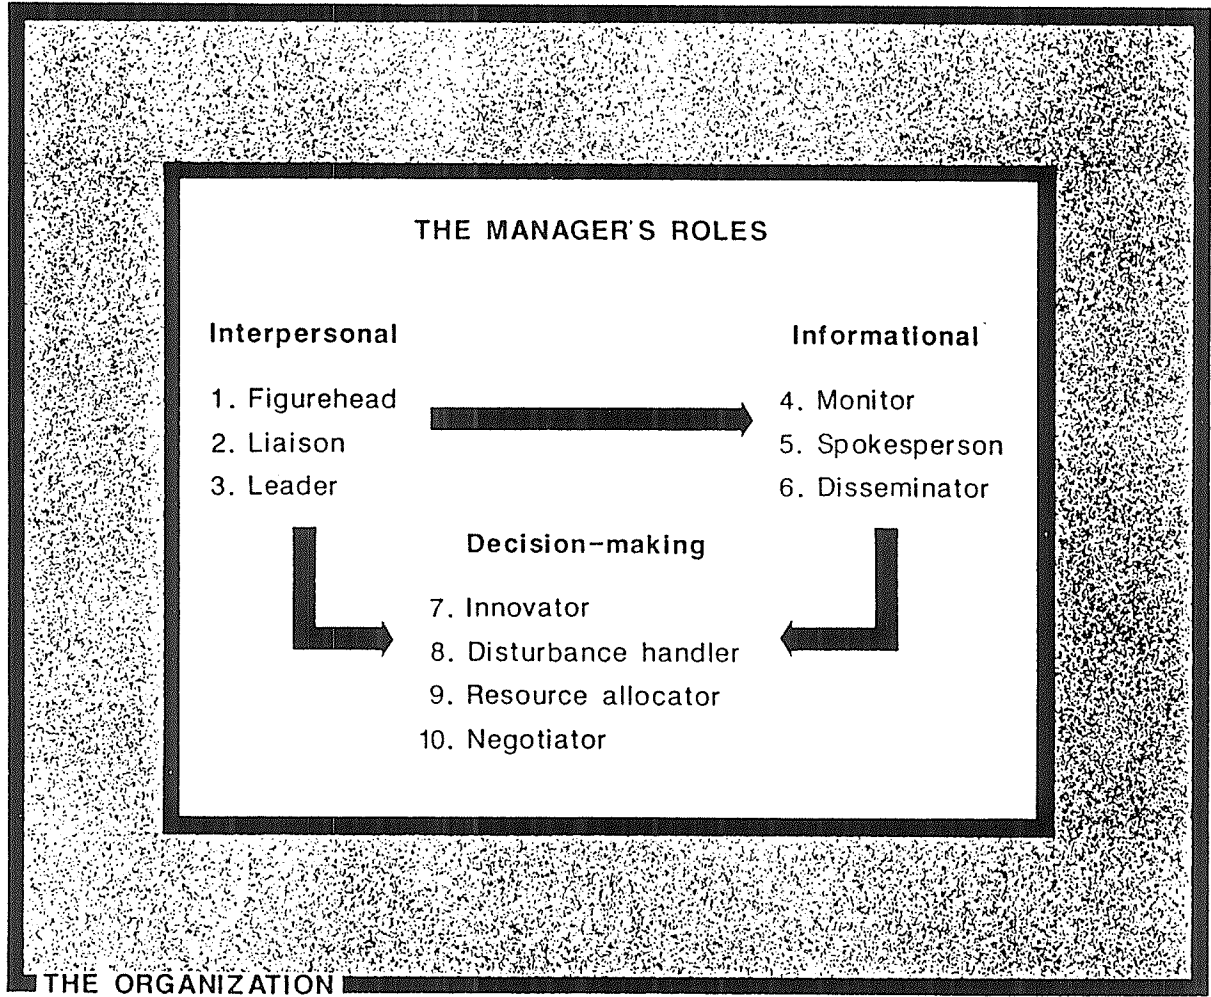 THE MANAGER'S ROLES
Interpersonal
1. Figurehead
2. Liaison
3. Leader
Informational
4. Monitor
5. Spokesperson
6. Disseminator
Decision-making
7. Innovator
8. Disturbance handler
9. Resource allocator
10. Negotiator
THE ORGANIZATION